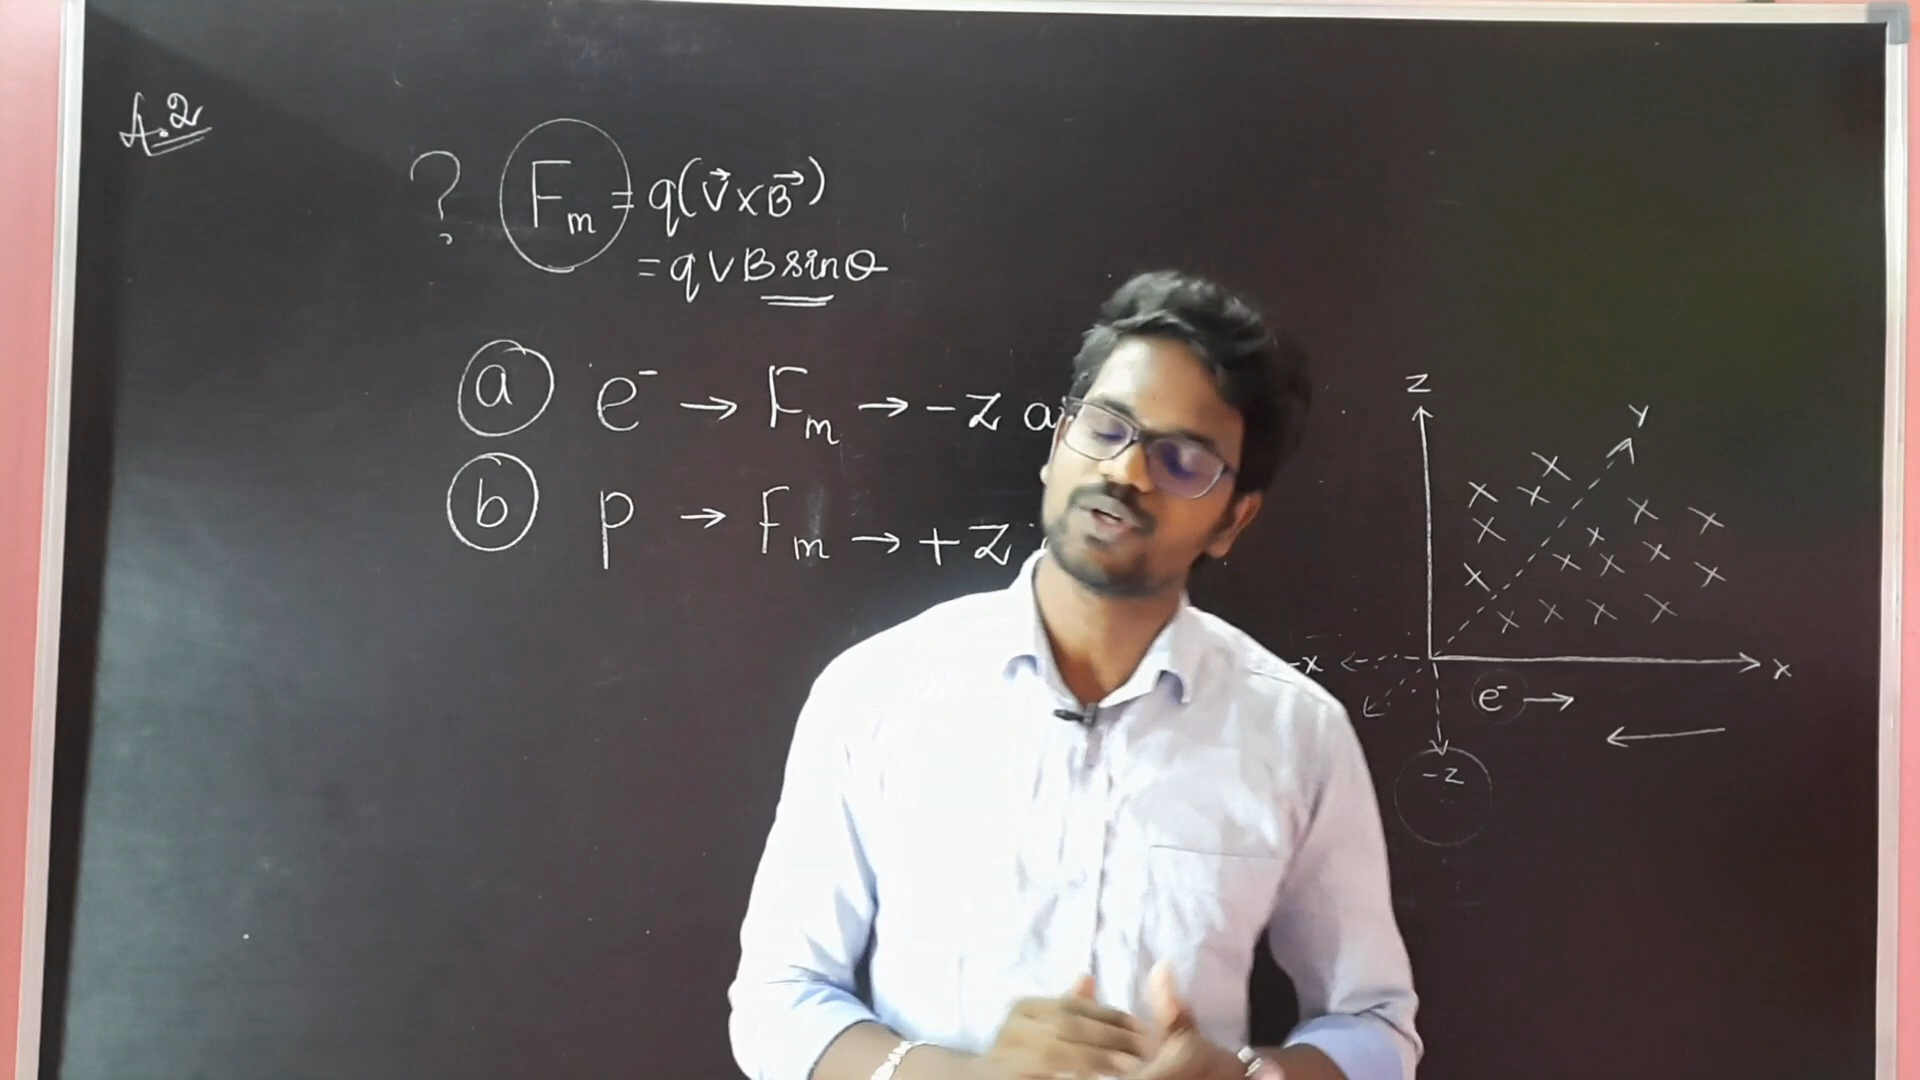 A.2
? Fm = q(v⃗×B⃗)
= qvB sinθ
a e⁻ → Fm → -Z a
b p → Fm → +Z
Z
Y
-x
x
e⁻ →
-Z